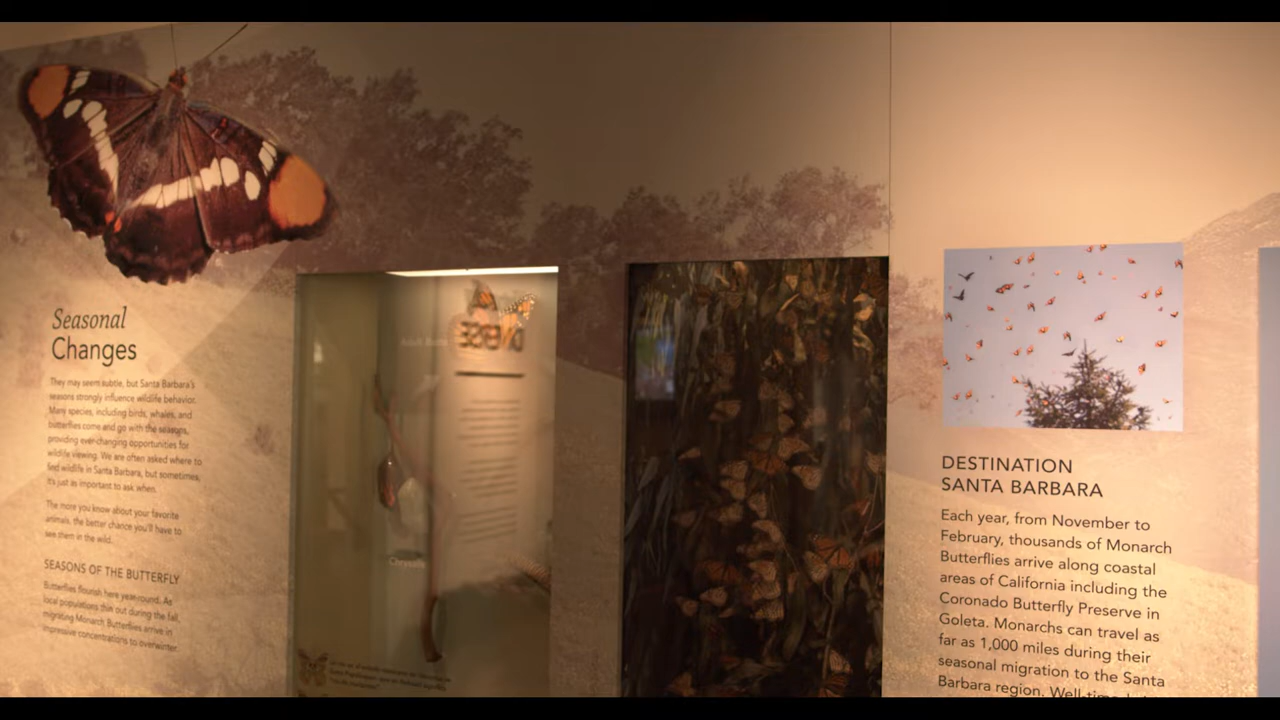 Seasonal
Changes
They may seem subtle, but Santa Barbara's
seasons strongly influence wildlife behavior.
Many species, including birds, whales, and
butterflies come and go with the seasons,
providing ever-changing opportunities for
wildlife viewing. We are often asked where to
find wildlife in Santa Barbara, but sometimes,
it's just as important to ask when.
The more you know about your favorite
animals, the better chance you'll have to
see them in the wild.
SEASONS OF THE BUTTERFLY
Butterflies flourish here year-round. As
local populations thin out during the fall,
migrating Monarch Butterflies arrive in
impressive concentrations to overwinter.
Chrysalis
DESTINATION
SANTA BARBARA
Each year, from November to
February, thousands of Monarch
Butterflies arrive along coastal
areas of California including the
Coronado Butterfly Preserve in
Goleta. Monarchs can travel as
far as 1,000 miles during their
seasonal migration to the Santa
Barbara region.